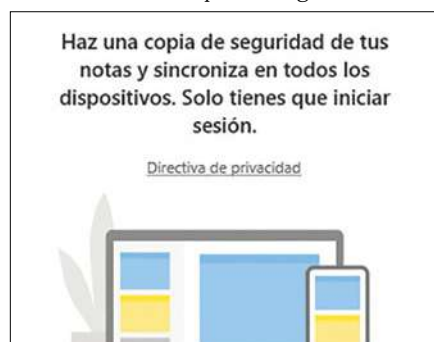 Haz una copia de seguridad de tus
notas y sincroniza en todos los
dispositivos. Solo tienes que iniciar
sesión.
Directiva de privacidad